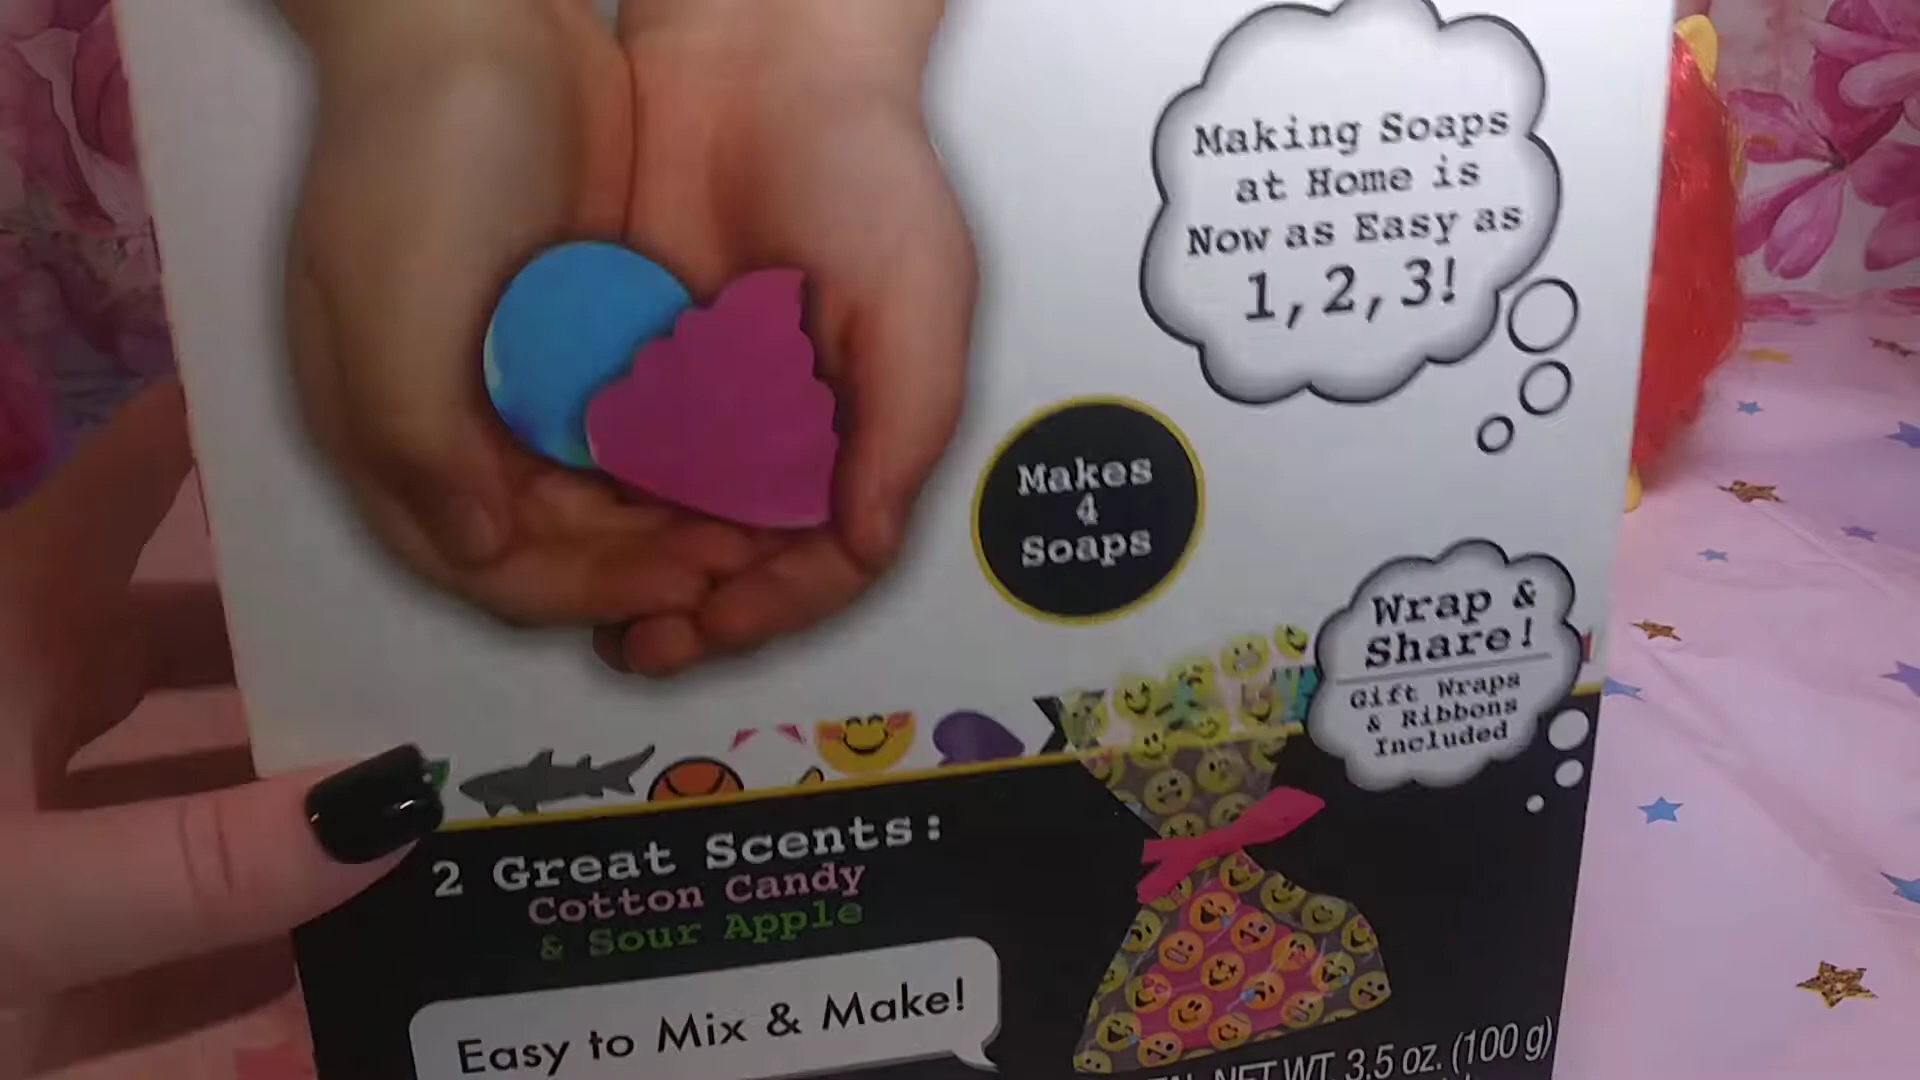 Making Soaps
at Home is
Now as Easy as
1, 2, 3!
Makes
4
Soaps
Wrap &
Share!
Gift Wraps
& Ribbons
Included
2 Great Scents:
Cotton Candy
& Sour Apple
Easy to Mix & Make!
NET WT. 3.5 oz. (100 g)